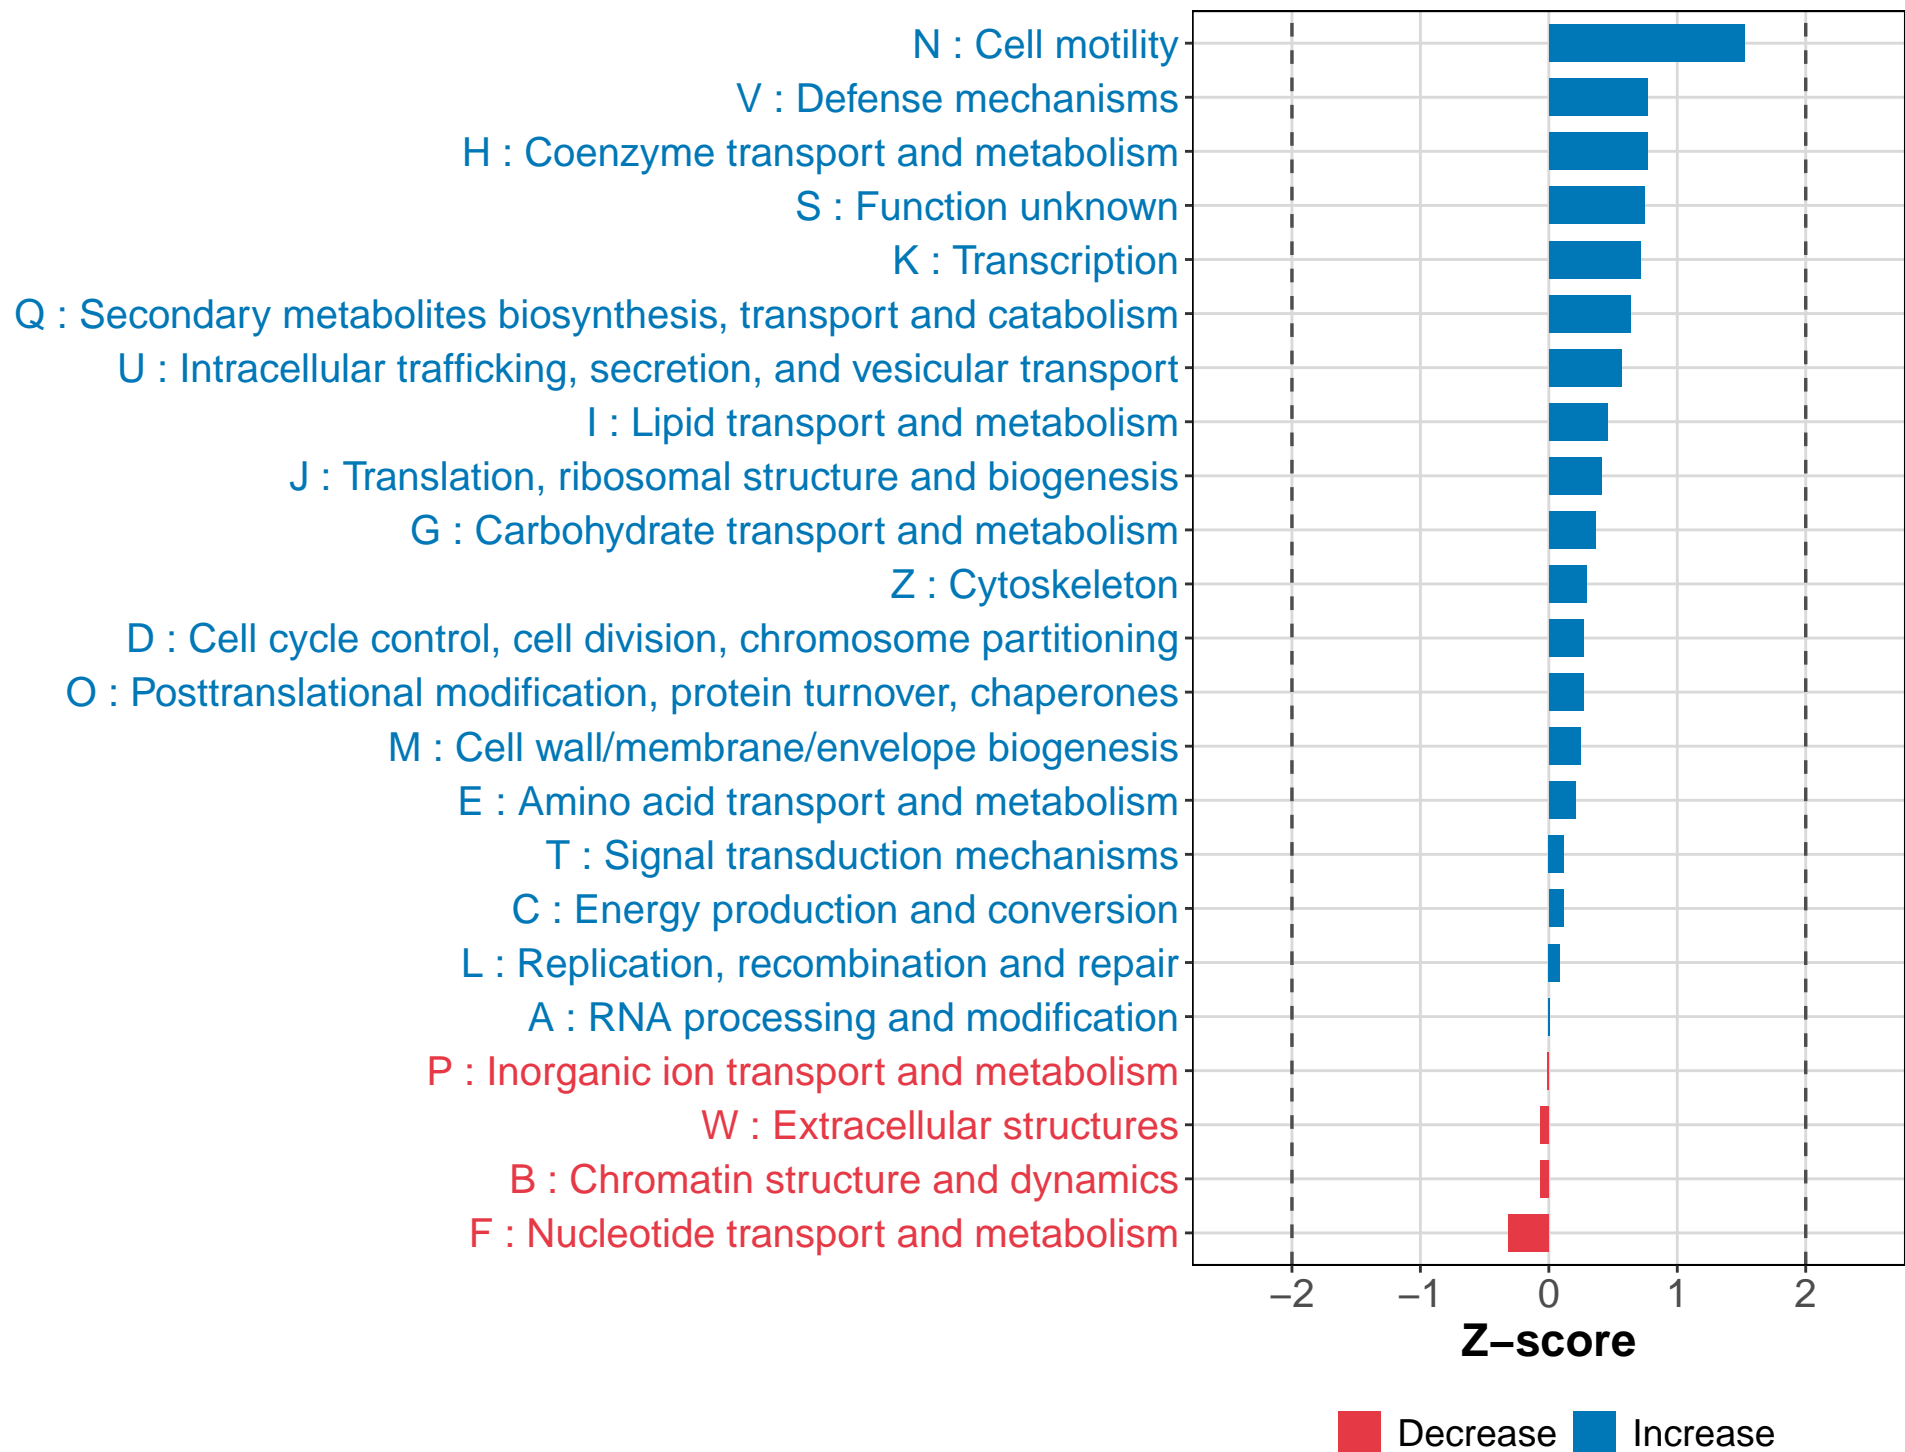 N : Cell motility
V : Defense mechanisms
H : Coenzyme transport and metabolism
S : Function unknown
K : Transcription
Q : Secondary metabolites biosynthesis, transport and catabolism
U : Intracellular trafficking, secretion, and vesicular transport
I : Lipid transport and metabolism
J : Translation, ribosomal structure and biogenesis
G : Carbohydrate transport and metabolism
Z : Cytoskeleton
D : Cell cycle control, cell division, chromosome partitioning
O : Posttranslational modification, protein turnover, chaperones
M : Cell wall/membrane/envelope biogenesis
E : Amino acid transport and metabolism
T : Signal transduction mechanisms
C : Energy production and conversion
L : Replication, recombination and repair
A : RNA processing and modification
P : Inorganic ion transport and metabolism
W : Extracellular structures
B : Chromatin structure and dynamics
F : Nucleotide transport and metabolism
−2 −1 0 1 2
Z−score
Decrease Increase